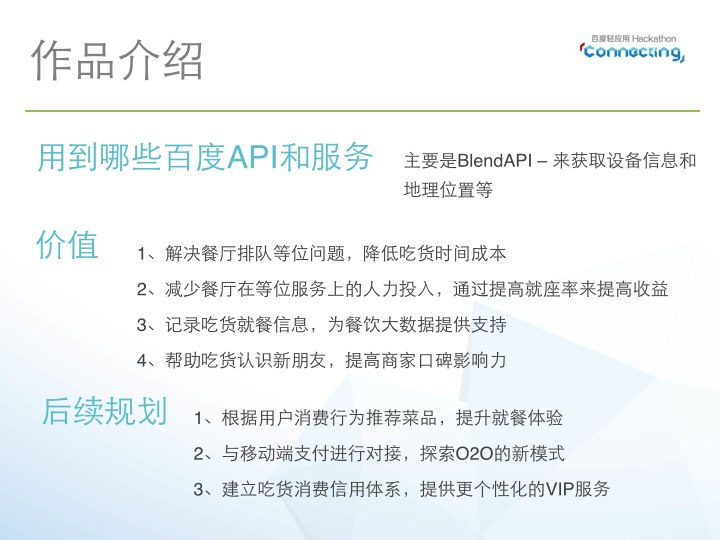 作品介绍
百度轻应用 Hackathon
Connecting
用到哪些百度API和服务
主要是BlendAPI – 来获取设备信息和
地理位置等
价值
1、解决餐厅排队等位问题，降低吃货时间成本
2、减少餐厅在等位服务上的人力投入，通过提高就座率来提高收益
3、记录吃货就餐信息，为餐饮大数据提供支持
4、帮助吃货认识新朋友，提高商家口碑影响力
后续规划
1、根据用户消费行为推荐菜品，提升就餐体验
2、与移动端支付进行对接，探索O2O的新模式
3、建立吃货消费信用体系，提供更个性化的VIP服务